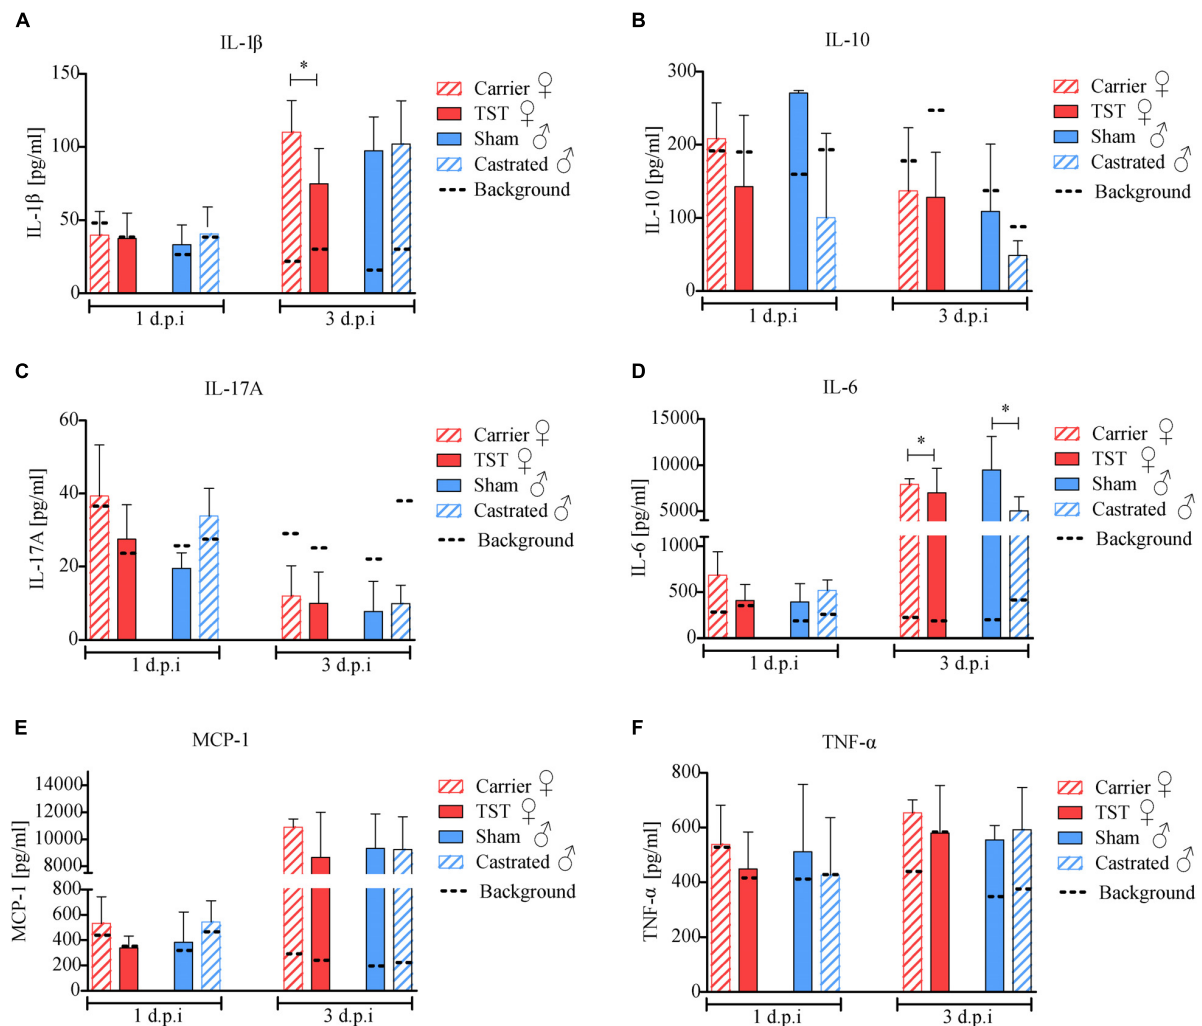 A
IL-1β
IL-1β [pg/ml]
150
100
50
0
*
1 d.p.i
3 d.p.i
Carrier ♀
TST ♀
Sham ♂
Castrated ♂
Background
B
IL-10
IL-10 [pg/ml]
300
200
100
0
1 d.p.i
3 d.p.i
Carrier ♀
TST ♀
Sham ♂
Castrated ♂
Background
C
IL-17A
IL-17A [pg/ml]
60
40
20
0
1 d.p.i
3 d.p.i
Carrier ♀
TST ♀
Sham ♂
Castrated ♂
Background
D
IL-6
IL-6 [pg/ml]
15000
10000
5000
1000
500
0
*
*
1 d.p.i
3 d.p.i
Carrier ♀
TST ♀
Sham ♂
Castrated ♂
Background
E
MCP-1
MCP-1 [pg/ml]
14000
12000
10000
8000
800
600
400
200
0
1 d.p.i
3 d.p.i
Carrier ♀
TST ♀
Sham ♂
Castrated ♂
Background
F
TNF-α
TNF-α [pg/ml]
800
600
400
200
0
1 d.p.i
3 d.p.i
Carrier ♀
TST ♀
Sham ♂
Castrated ♂
Background